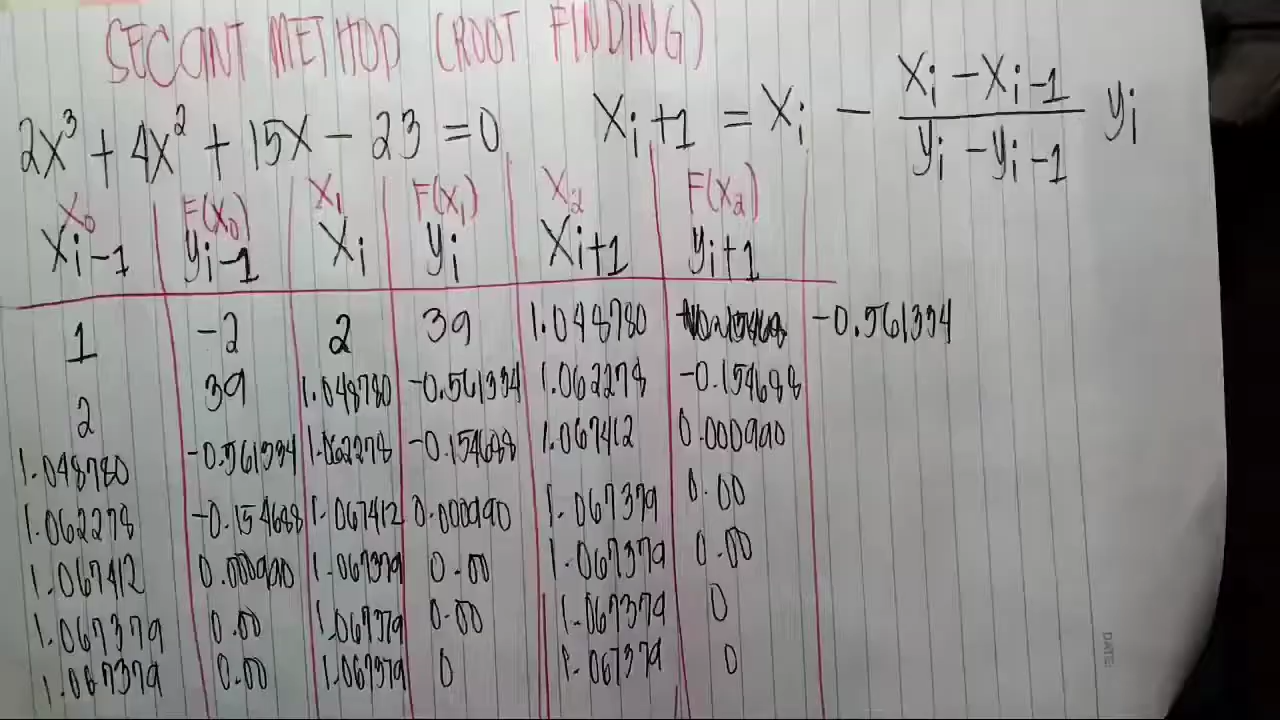 SECANT METHOD (ROOT FINDING)
2x³ + 4x² + 15x − 23 = 0
Xi+1 = Xi − (Xi − Xi−1)/(yi − yi−1) yi
X₀ F(X₀) X₁ F(X₁) X₂ F(X₂)
Xi−1 yi−1 Xi yi Xi+1 yi+1
1 −2 2 39 1.048780 −0.561334
2 39 1.048780 −0.561334 1.062278 −0.154688
1.048780 −0.561334 1.062278 −0.154688 1.067412 0.000990
1.062278 −0.154688 1.067412 0.000990 1.067379 0.00
1.067412 0.000990 1.067379 0.00 1.067379 0.00
1.067379 0.00 1.067379 0.00 1.067379 0
1.067379 0.00 1.067379 0 1.067379 0
DATE: